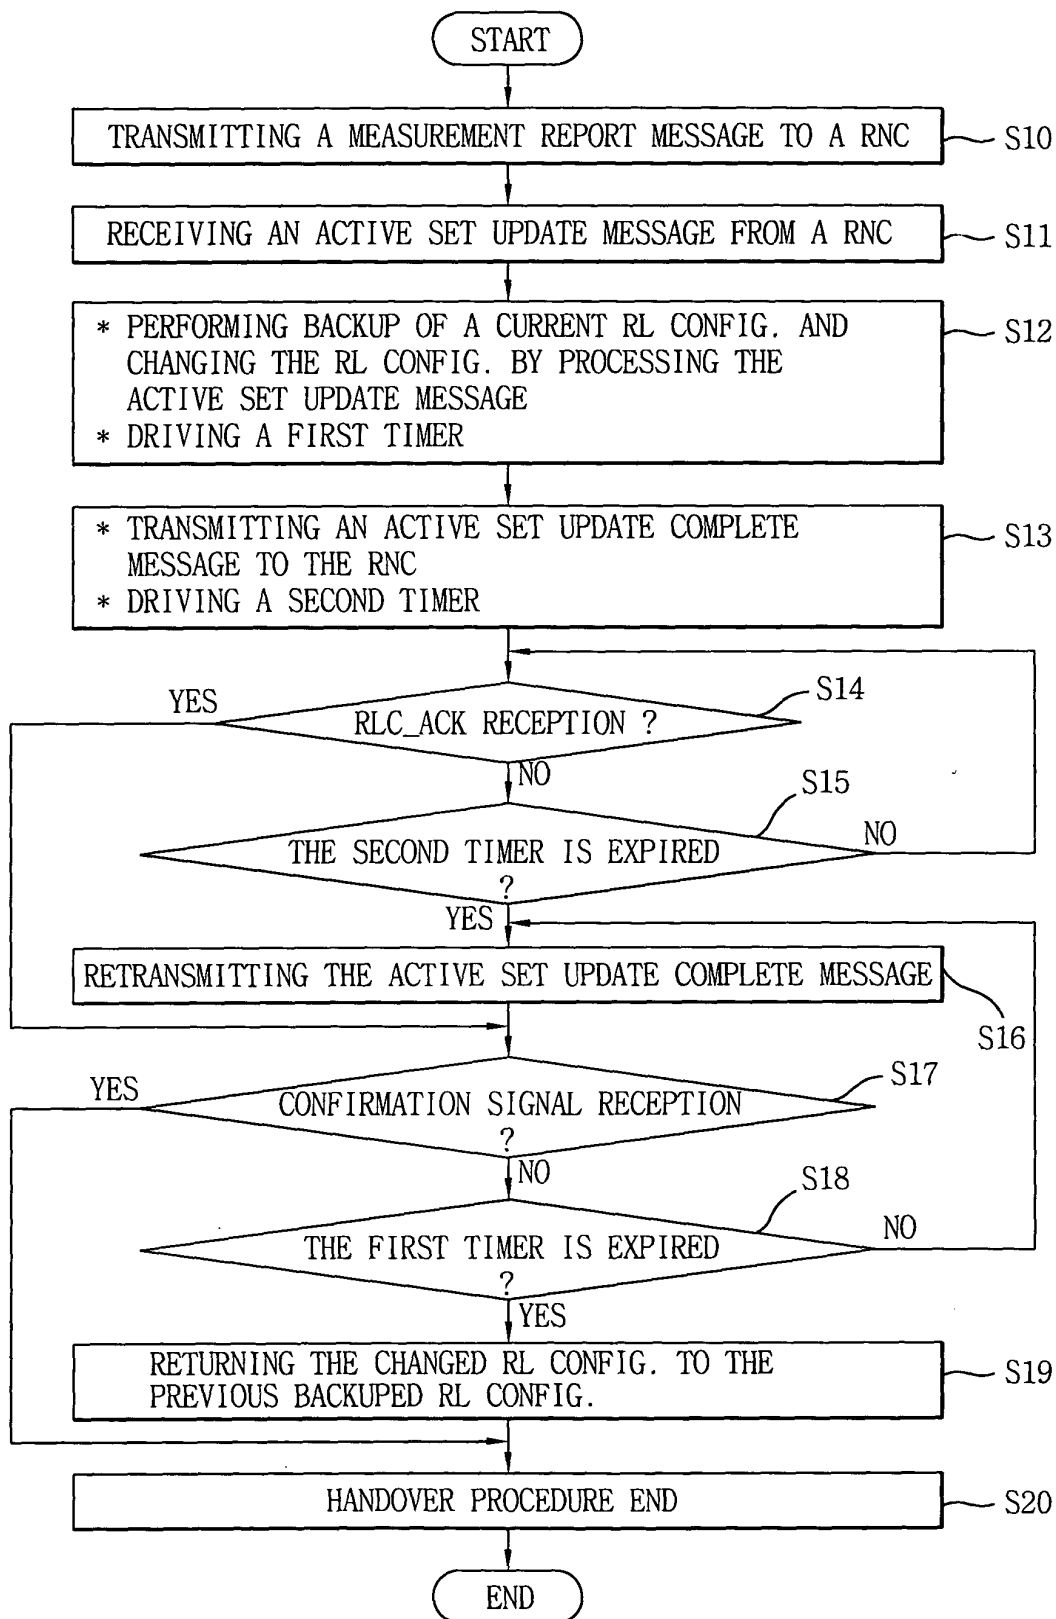 START
TRANSMITTING A MEASUREMENT REPORT MESSAGE TO A RNC
S10
RECEIVING AN ACTIVE SET UPDATE MESSAGE FROM A RNC
S11
* PERFORMING BACKUP OF A CURRENT RL CONFIG. AND
CHANGING THE RL CONFIG. BY PROCESSING THE
ACTIVE SET UPDATE MESSAGE
* DRIVING A FIRST TIMER
S12
* TRANSMITTING AN ACTIVE SET UPDATE COMPLETE
MESSAGE TO THE RNC
* DRIVING A SECOND TIMER
S13
YES
RLC_ACK RECEPTION ?
S14
NO
S15
THE SECOND TIMER IS EXPIRED
?
NO
YES
RETRANSMITTING THE ACTIVE SET UPDATE COMPLETE MESSAGE
S16
YES
CONFIRMATION SIGNAL RECEPTION
?
S17
NO
S18
THE FIRST TIMER IS EXPIRED
?
NO
YES
RETURNING THE CHANGED RL CONFIG. TO THE
PREVIOUS BACKUPED RL CONFIG.
S19
HANDOVER PROCEDURE END
S20
END